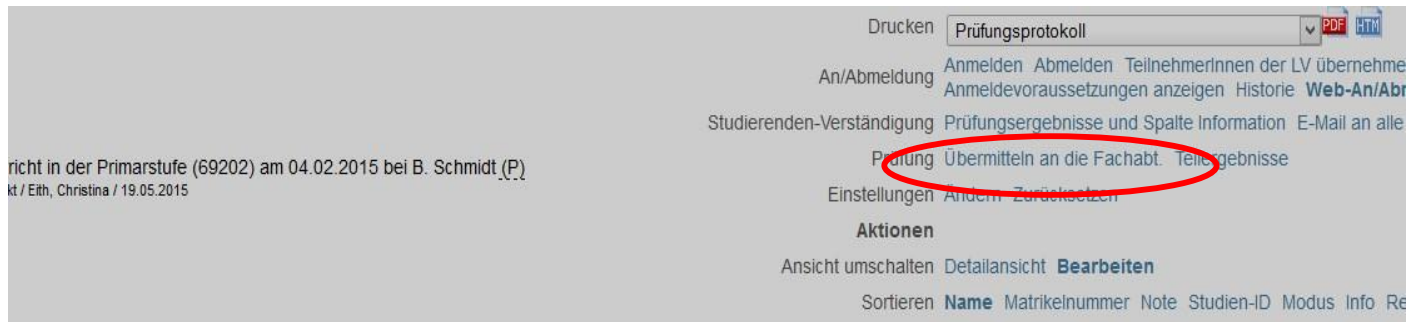 Drucken Prüfungsprotokoll PDF HTM
An/Abmeldung Anmelden Abmelden TeilnehmerInnen der LV übernehme
Anmeldevoraussetzungen anzeigen Historie Web-An/Abr
Studierenden-Verständigung Prüfungsergebnisse und Spalte Information E-Mail an alle
richt in der Primarstufe (69202) am 04.02.2015 bei B. Schmidt (P)
kt / Eith, Christina / 19.05.2015
Prüfung Übermitteln an die Fachabt. Teilergebnisse
Einstellungen Ändern Zurücksetzen
Aktionen
Ansicht umschalten Detailansicht Bearbeiten
Sortieren Name Matrikelnummer Note Studien-ID Modus Info Re